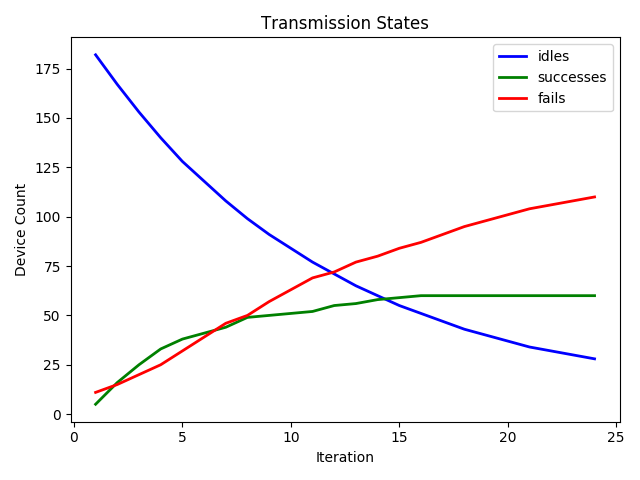 Transmission States
idles
successes
fails
175
150
125
100
75
50
25
0
Device Count
0 5 10 15 20 25
Iteration